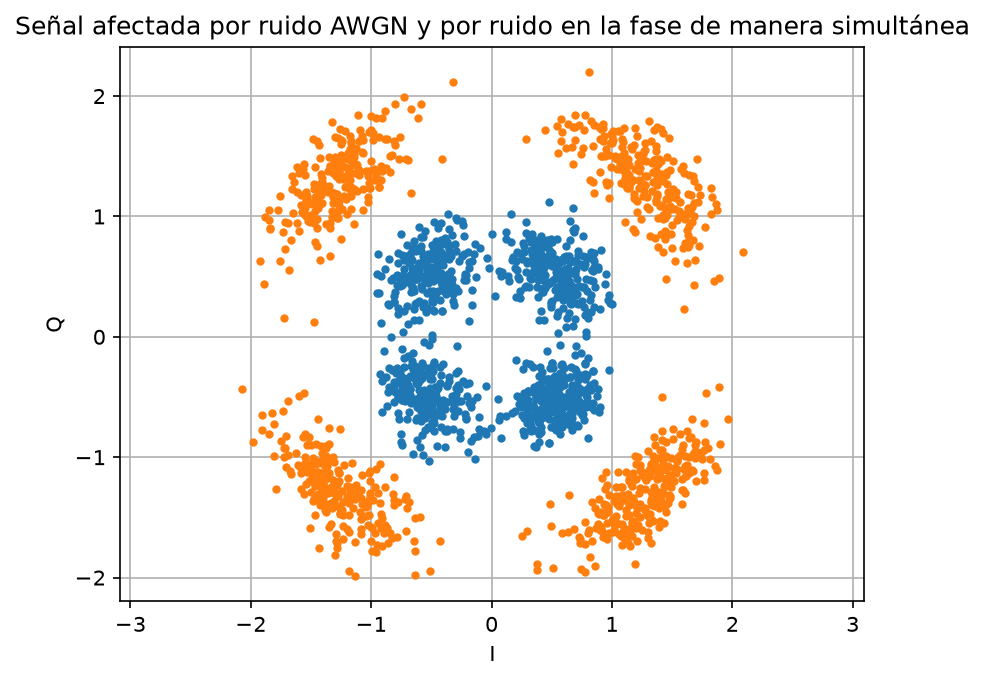 Señal afectada por ruido AWGN y por ruido en la fase de manera simultánea
2
1
0
−1
−2
Q
−3 −2 −1 0 1 2 3
I